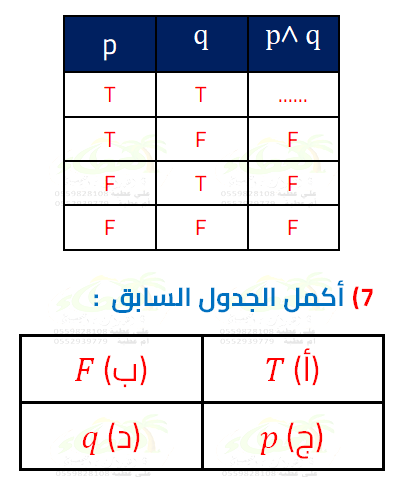 p q p∧ q
T T ......
T F F
F T F
F F F
7) أكمل الجدول السابق :
(أ) T (ب) F
(ج) p (د) q